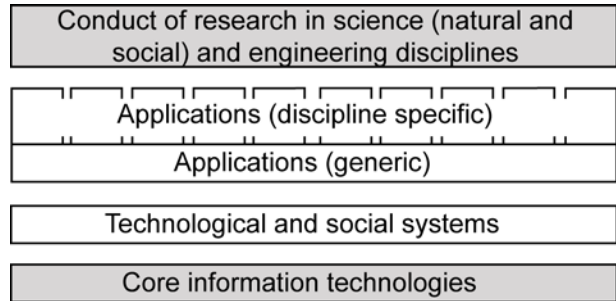 Conduct of research in science (natural and
social) and engineering disciplines
Applications (discipline specific)
Applications (generic)
Technological and social systems
Core information technologies